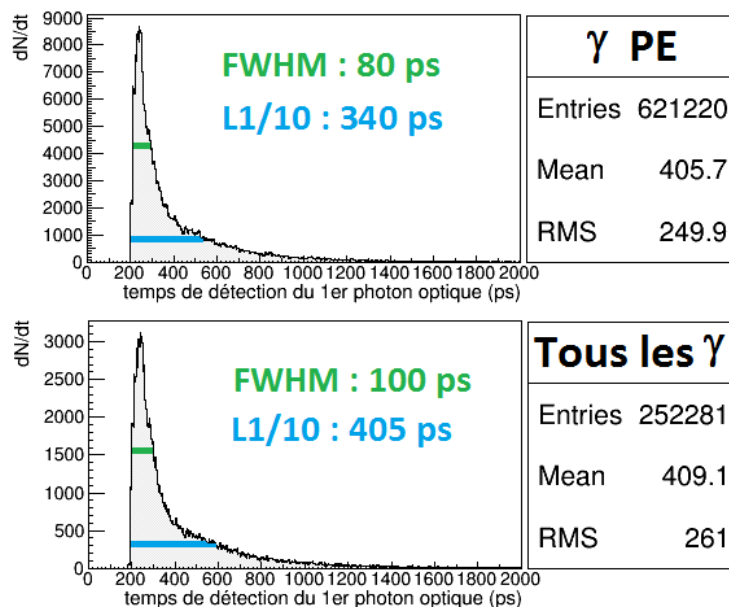 dN/dt
9000
8000
7000
6000
5000
4000
3000
2000
1000
0
0 200 400 600 800 1000 1200 1400 1600 1800 2000
temps de détection du 1er photon optique (ps)
FWHM : 80 ps
L1/10 : 340 ps
γ PE
Entries 621220
Mean 405.7
RMS 249.9
dN/dt
3000
2500
2000
1500
1000
500
0
0 200 400 600 800 1000 1200 1400 1600 1800 2000
temps de détection du 1er photon optique (ps)
FWHM : 100 ps
L1/10 : 405 ps
Tous les γ
Entries 252281
Mean 409.1
RMS 261